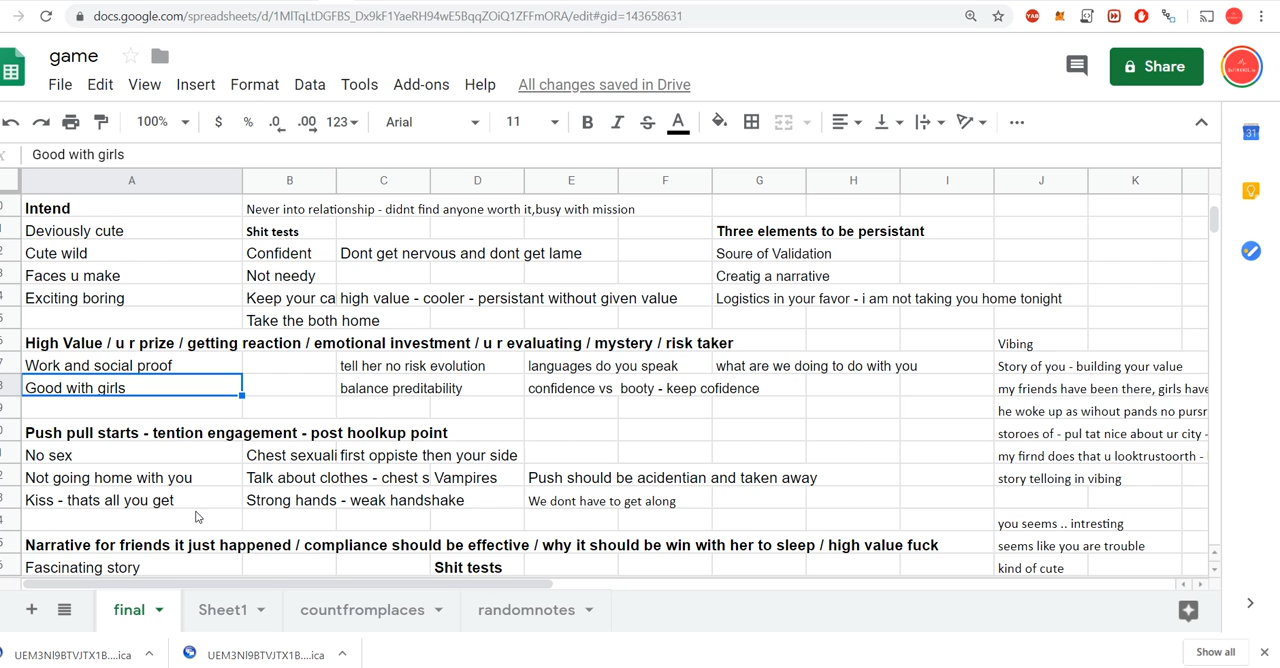 docs.google.com/spreadsheets/d/1MlTqLtDGFBS_Dx9kF1YaeRH94wE5BqqZOiQ1ZFFmORA/edit#gid=143658631
game
File Edit View Insert Format Data Tools Add-ons Help All changes saved in Drive
Share
100% $ % .0 .00 123 Arial 11 B I S A
Good with girls
A B C D E F G H I J K
Intend Never into relationship - didnt find anyone worth it,busy with mission
Deviously cute Shit tests Three elements to be persistant
Cute wild Confident Dont get nervous and dont get lame Soure of Validation
Faces u make Not needy Creatig a narrative
Exciting boring Keep your ca high value - cooler - persistant without given value Logistics in your favor - i am not taking you home tonight
Take the both home
High Value / u r prize / getting reaction / emotional investment / u r evaluating / mystery / risk taker Vibing
Work and social proof tell her no risk evolution languages do you speak what are we doing to do with you Story of you - building your value
Good with girls balance preditability confidence vs booty - keep cofidence my friends have been there, girls have
he woke up as wihout pands no pursr
Push pull starts - tention engagement - post hoolkup point storoes of - pul tat nice about ur city -
No sex Chest sexuali first oppiste then your side my firnd does that u looktrustoorth -
Not going home with you Talk about clothes - chest s Vampires Push should be acidentian and taken away story telloing in vibing
Kiss - thats all you get Strong hands - weak handshake We dont have to get along
you seems .. intresting
Narrative for friends it just happened / compliance should be effective / why it should be win with her to sleep / high value fuck seems like you are trouble
Fascinating story Shit tests kind of cute
final Sheet1 countfromplaces randomnotes
UEM3NI9BTVJTX1B....ica UEM3NI9BTVJTX1B....ica Show all